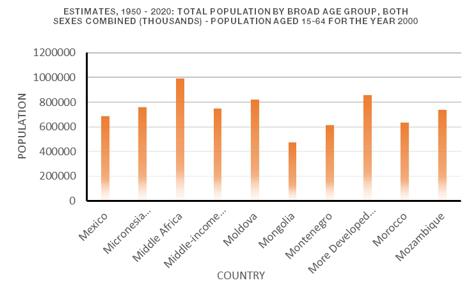 ESTIMATES, 1950 - 2020: TOTAL POPULATION BY BROAD AGE GROUP, BOTH
SEXES COMBINED (THOUSANDS) - POPULATION AGED 15-64 FOR THE YEAR 2000
1200000
1000000
800000
600000
400000
200000
0
POPULATION
Mexico
Micronesia...
Middle Africa
Middle-income...
Moldova
Mongolia
Montenegro
More Developed...
Morocco
Mozambique
COUNTRY